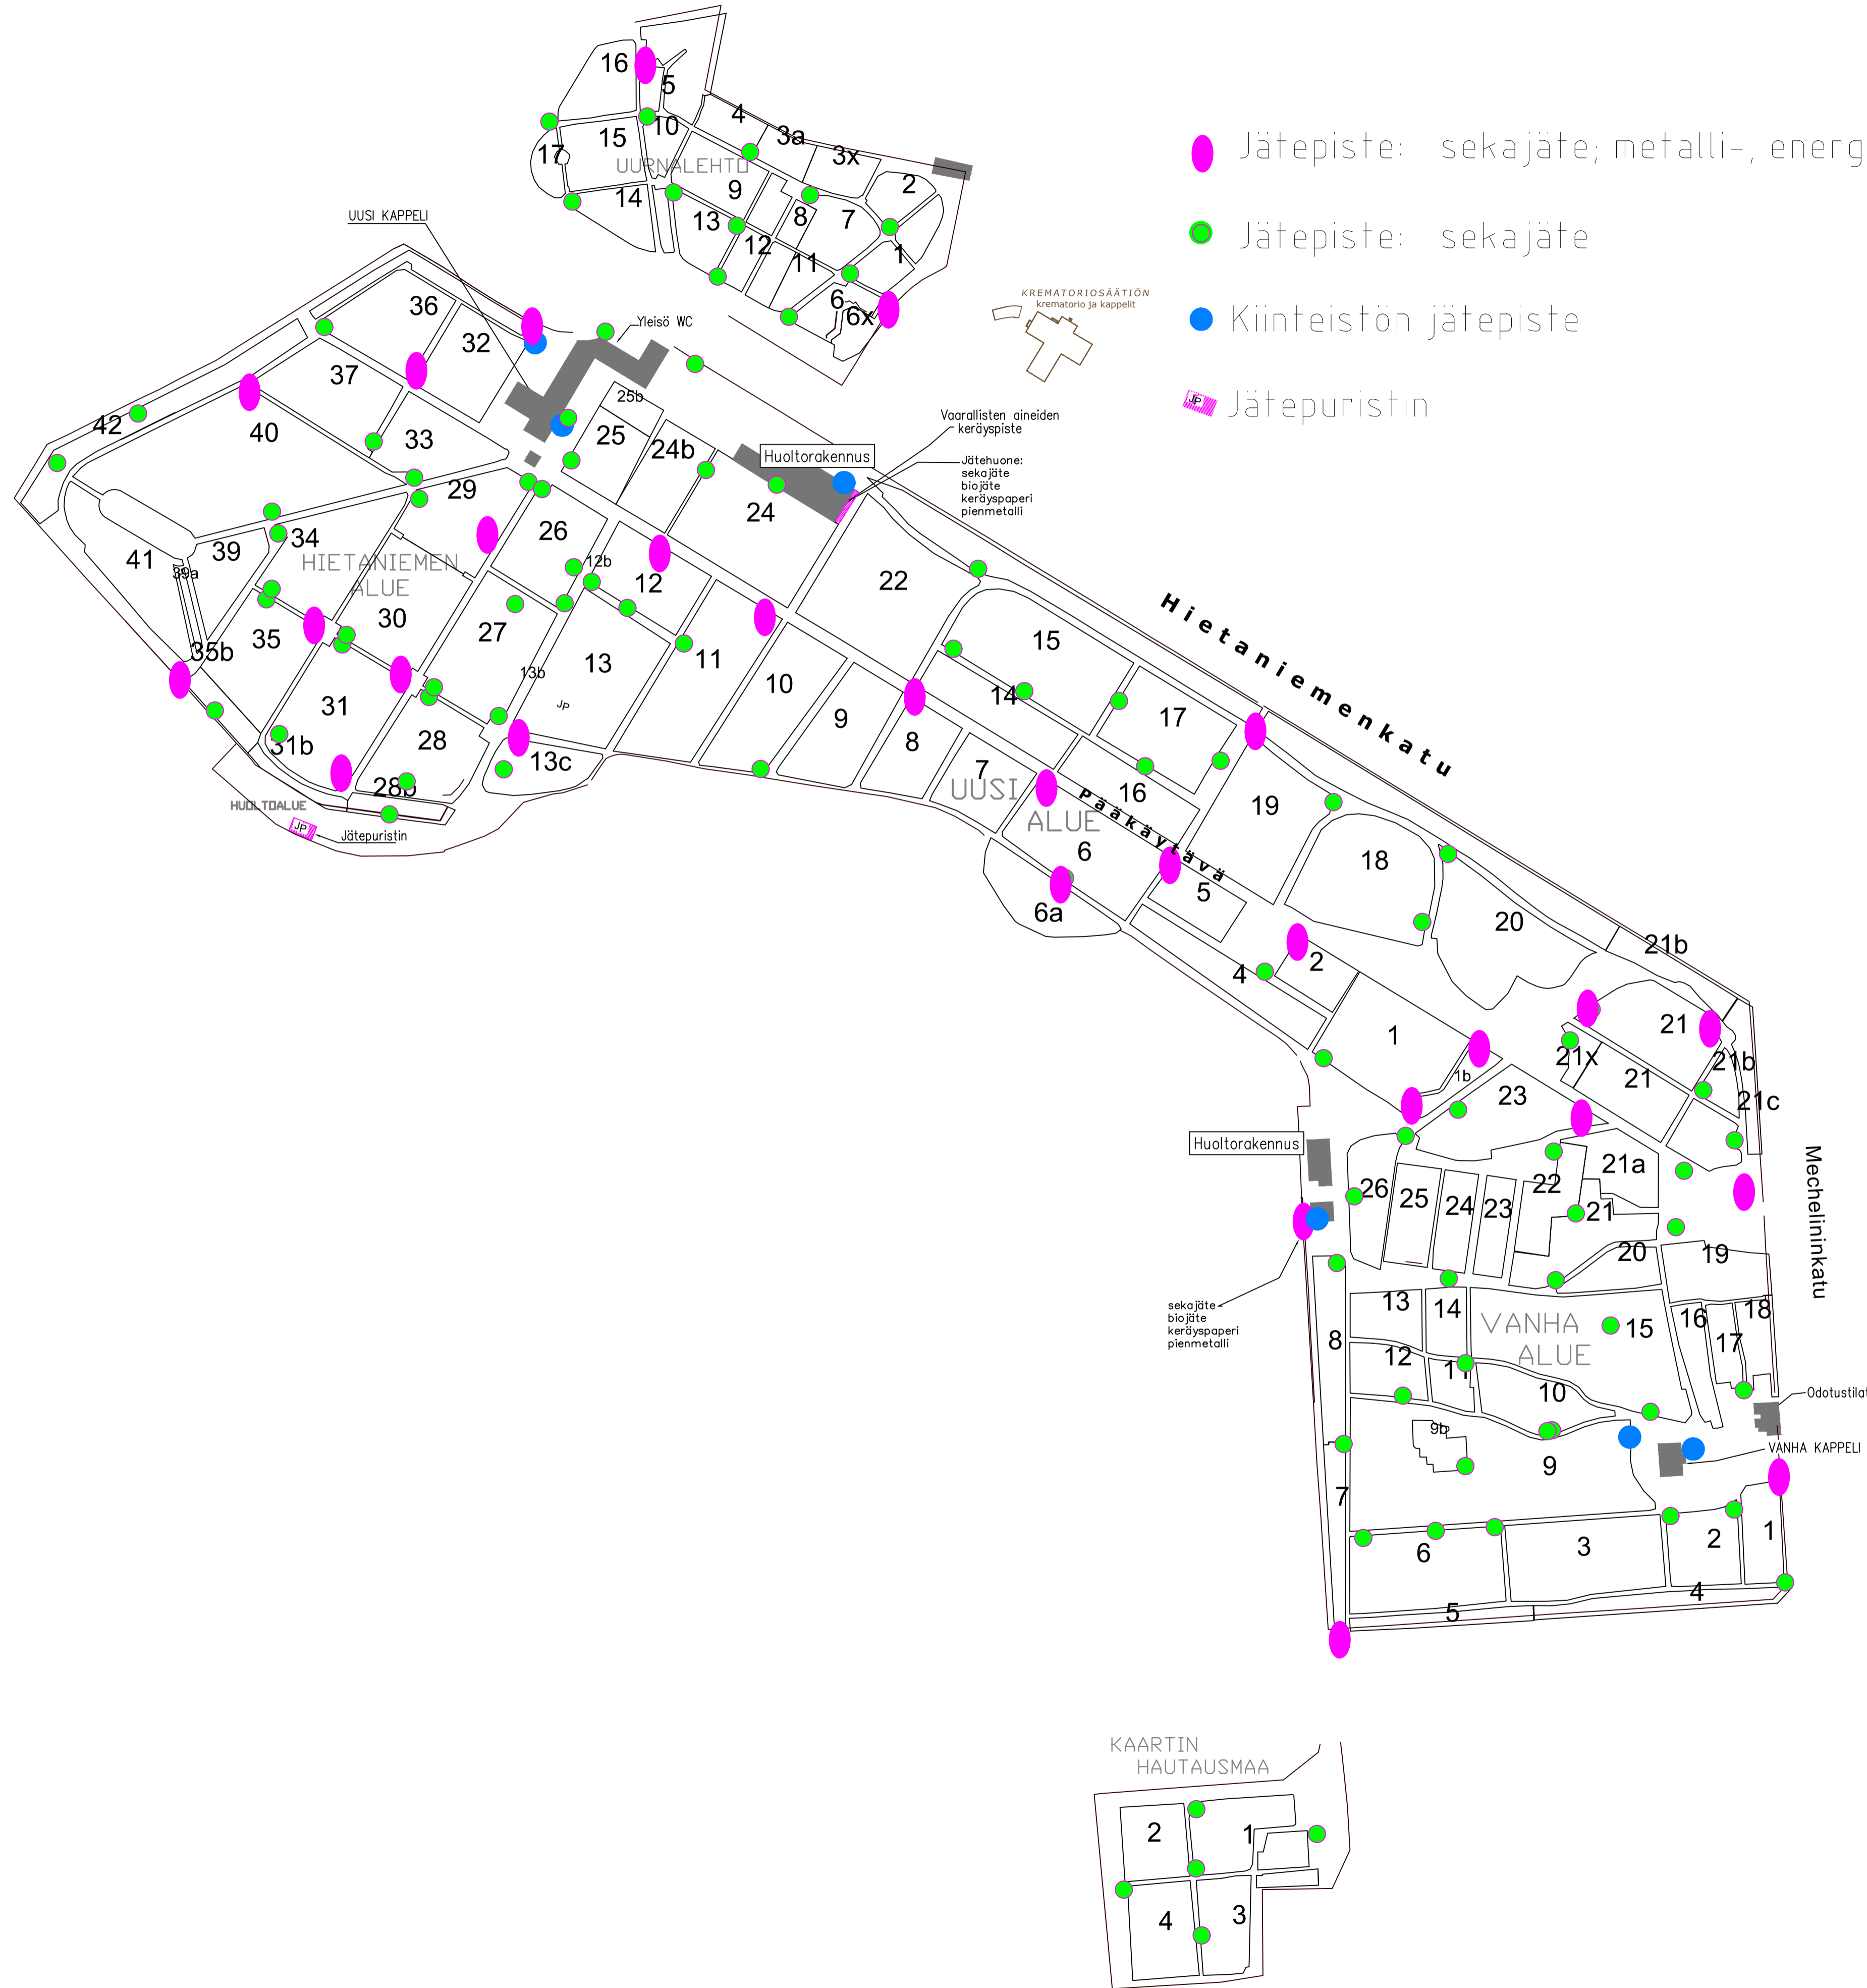 Jätepiste: sekajäte; metalli-, energ
Jätepiste: sekajäte
Kiinteistön jätepiste
JP Jätepuristin
16
5
4
3a
3x
10
15
17
UURNALEHTO
14
9
2
13
8
7
12
11
1
6
6x
KREMATORIOSÄÄTIÖN
krematorio ja kappelit
UUSI KAPPELI
Yleisö WC
36
32
37
42
40
33
25b
25
24b
24
Huoltorakennus
Vaarallisten aineiden
keräyspiste
Jätehuone:
sekajäte
biojäte
keräyspaperi
pienmetalli
29
26
34
41
39
39a
HIETANIEMEN
ALUE
12b
12
22
30
35
35b
27
13b
13
JP
11
10
9
8
7
31
31b
28
28b
13c
HUOLTOALUE
JP
Jätepuristin
Hietaniemenkatu
15
14
17
16
19
UUSI
ALUE
Pääkäytävä
6
6a
5
18
20
21b
4
2
1
1b
21
21x
21
21b
21c
23
Huoltorakennus
26
25
24
23
22
21a
21
20
19
Mechelininkatu
sekajäte
biojäte
keräyspaperi
pienmetalli
8
13
14
VANHA
ALUE
15
16
17
18
12
11
10
Odotustilat
9b
9
VANHA KAPPELI
7
6
3
2
1
5
4
KAARTIN
HAUTAUSMAA
2
1
4
3